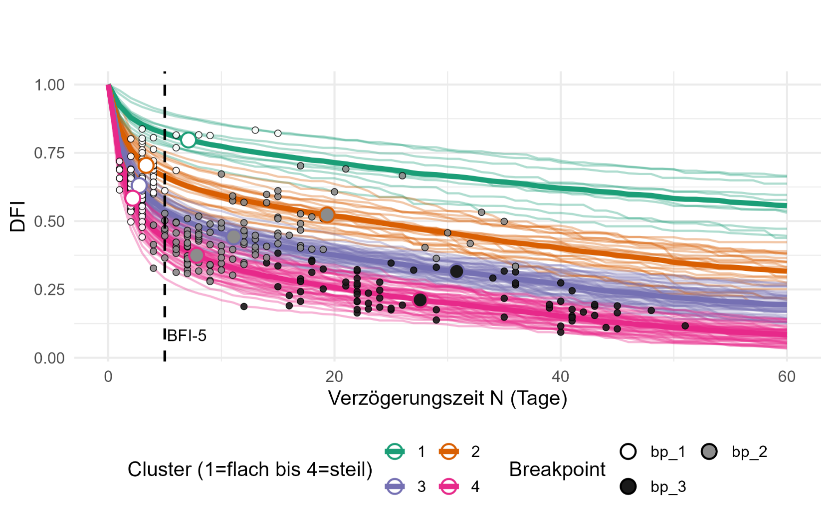 1.00
0.75
0.50
0.25
0.00
DFI
BFI-5
0 20 40 60
Verzögerungszeit N (Tage)
Cluster (1=flach bis 4=steil) 1 2 3 4
Breakpoint bp_1 bp_2 bp_3